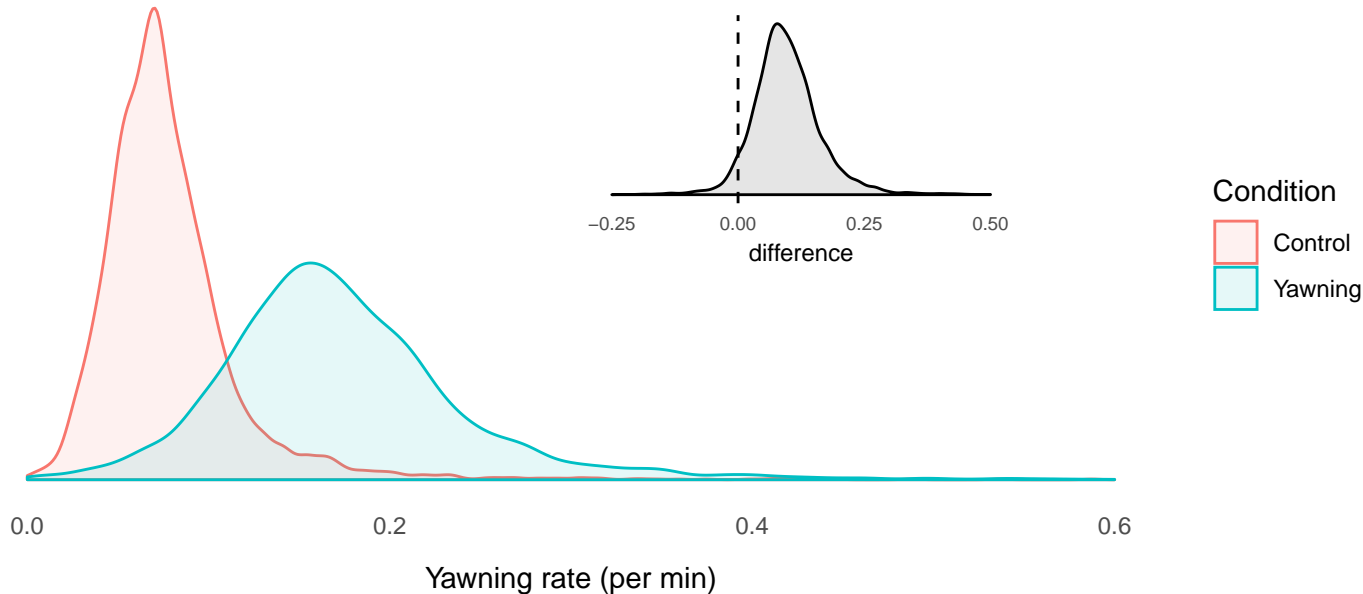 −0.25 0.00 0.25 0.50
difference
Condition
Control
Yawning
0.0 0.2 0.4 0.6
Yawning rate (per min)